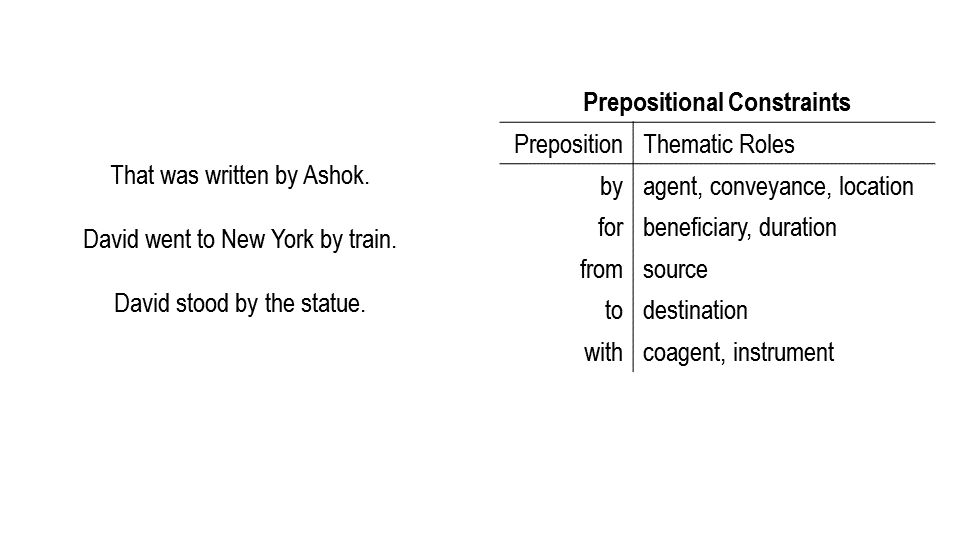 That was written by Ashok.
David went to New York by train.
David stood by the statue.
Prepositional Constraints
Preposition Thematic Roles
by agent, conveyance, location
for beneficiary, duration
from source
to destination
with coagent, instrument